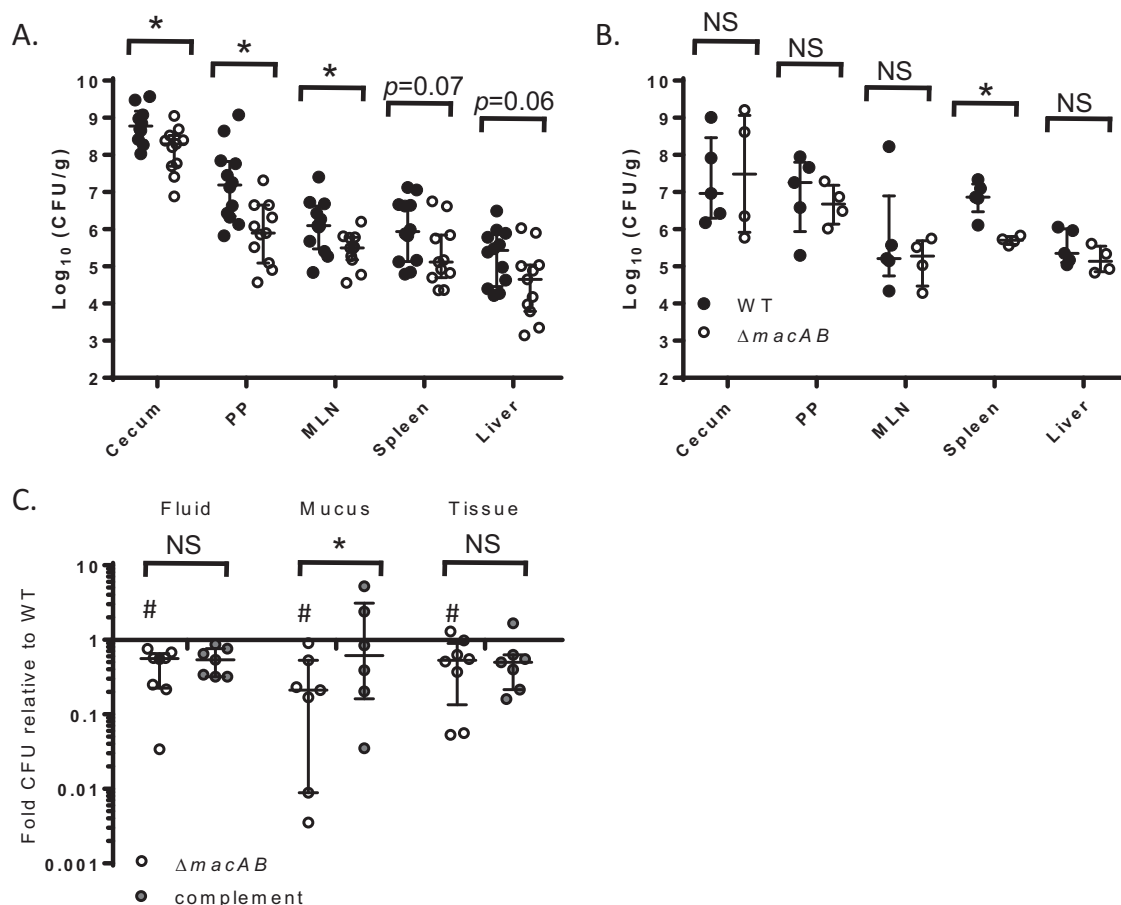 A.
* * * p=0.07 p=0.06
Log10 (CFU/g)
10
9
8
7
6
5
4
3
2
Cecum PP MLN Spleen Liver
B.
NS NS NS * NS
Log10 (CFU/g)
10
9
8
7
6
5
4
3
2
WT
ΔmacAB
Cecum PP MLN Spleen Liver
C.
Fluid Mucus Tissue
NS * NS
# # #
Fold CFU relative to WT
10
1
0.1
0.01
0.001
ΔmacAB
complement